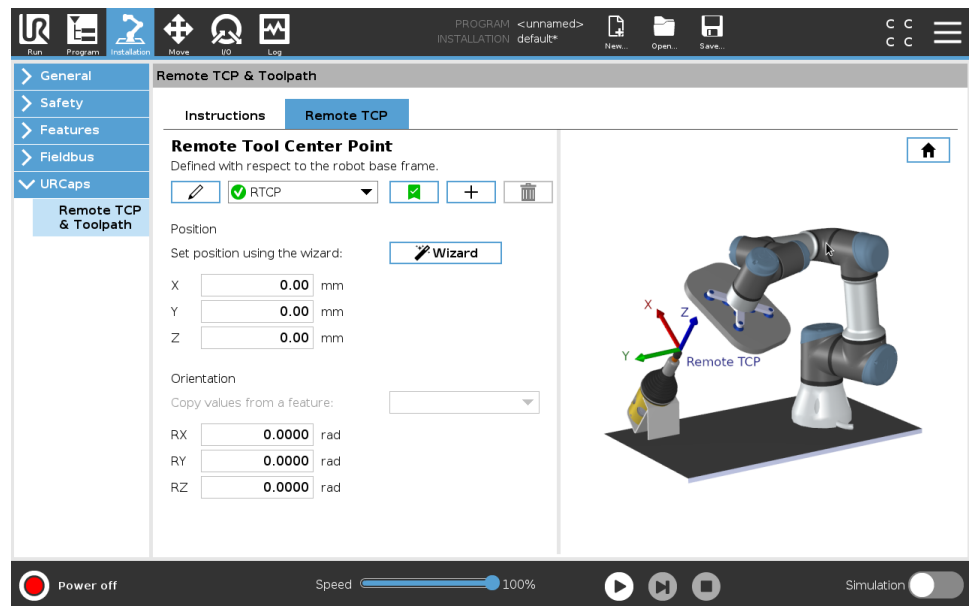 PROGRAM <unnamed>
INSTALLATION default*
UR
Run
Program
Installation
Move
I/O
Log
New...
Open...
Save...
C C
C C
General
Safety
Features
Fieldbus
URCaps
Remote TCP
& Toolpath
Remote TCP & Toolpath
Instructions
Remote TCP
Remote Tool Center Point
Defined with respect to the robot base frame.
RTCP
Position
Set position using the wizard:
Wizard
X 0.00 mm
Y 0.00 mm
Z 0.00 mm
Orientation
Copy values from a feature:
RX 0.0000 rad
RY 0.0000 rad
RZ 0.0000 rad
X
Z
Y
Remote TCP
Power off
Speed 100%
Simulation